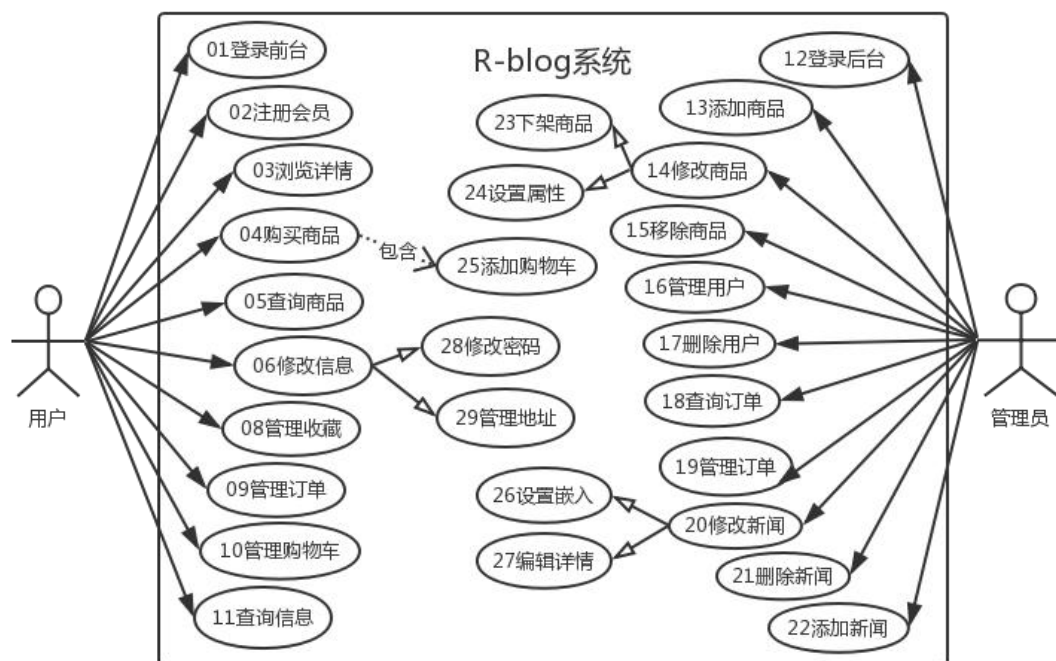 R-blog系统
01登录前台
02注册会员
03浏览详情
04购买商品
包含
25添加购物车
05查询商品
06修改信息
28修改密码
29管理地址
08管理收藏
09管理订单
10管理购物车
11查询信息
用户
12登录后台
13添加商品
14修改商品
23下架商品
24设置属性
15移除商品
16管理用户
17删除用户
18查询订单
19管理订单
20修改新闻
26设置嵌入
27编辑详情
21删除新闻
22添加新闻
管理员